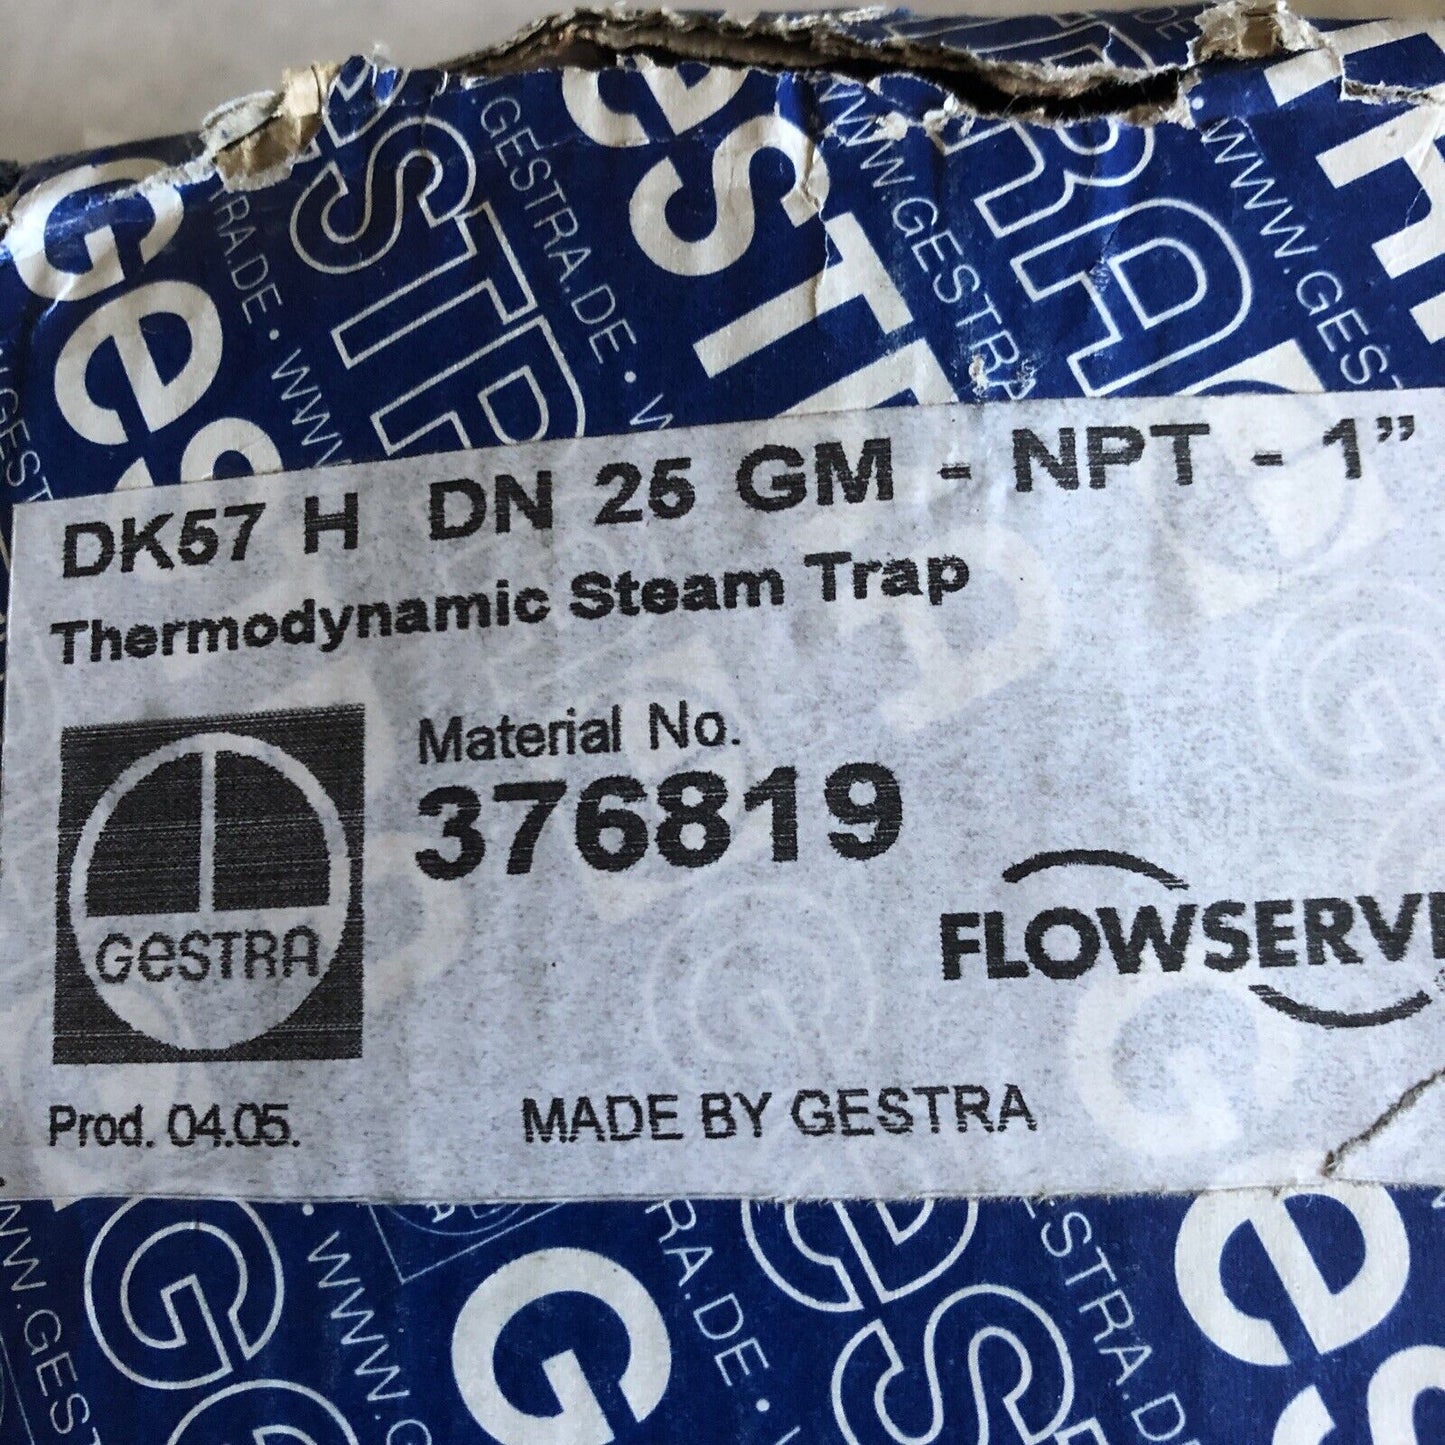 DK57 H DN 25 GM - NPT - 1”
Thermodynamic Steam Trap
Material No.
376819
GESTRA
FLOWSERVE
Prod. 04.05.
MADE BY GESTRA